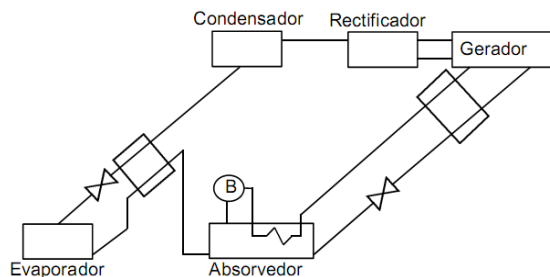 Condensador
Rectificador
Gerador
B
Evaporador
Absorvedor